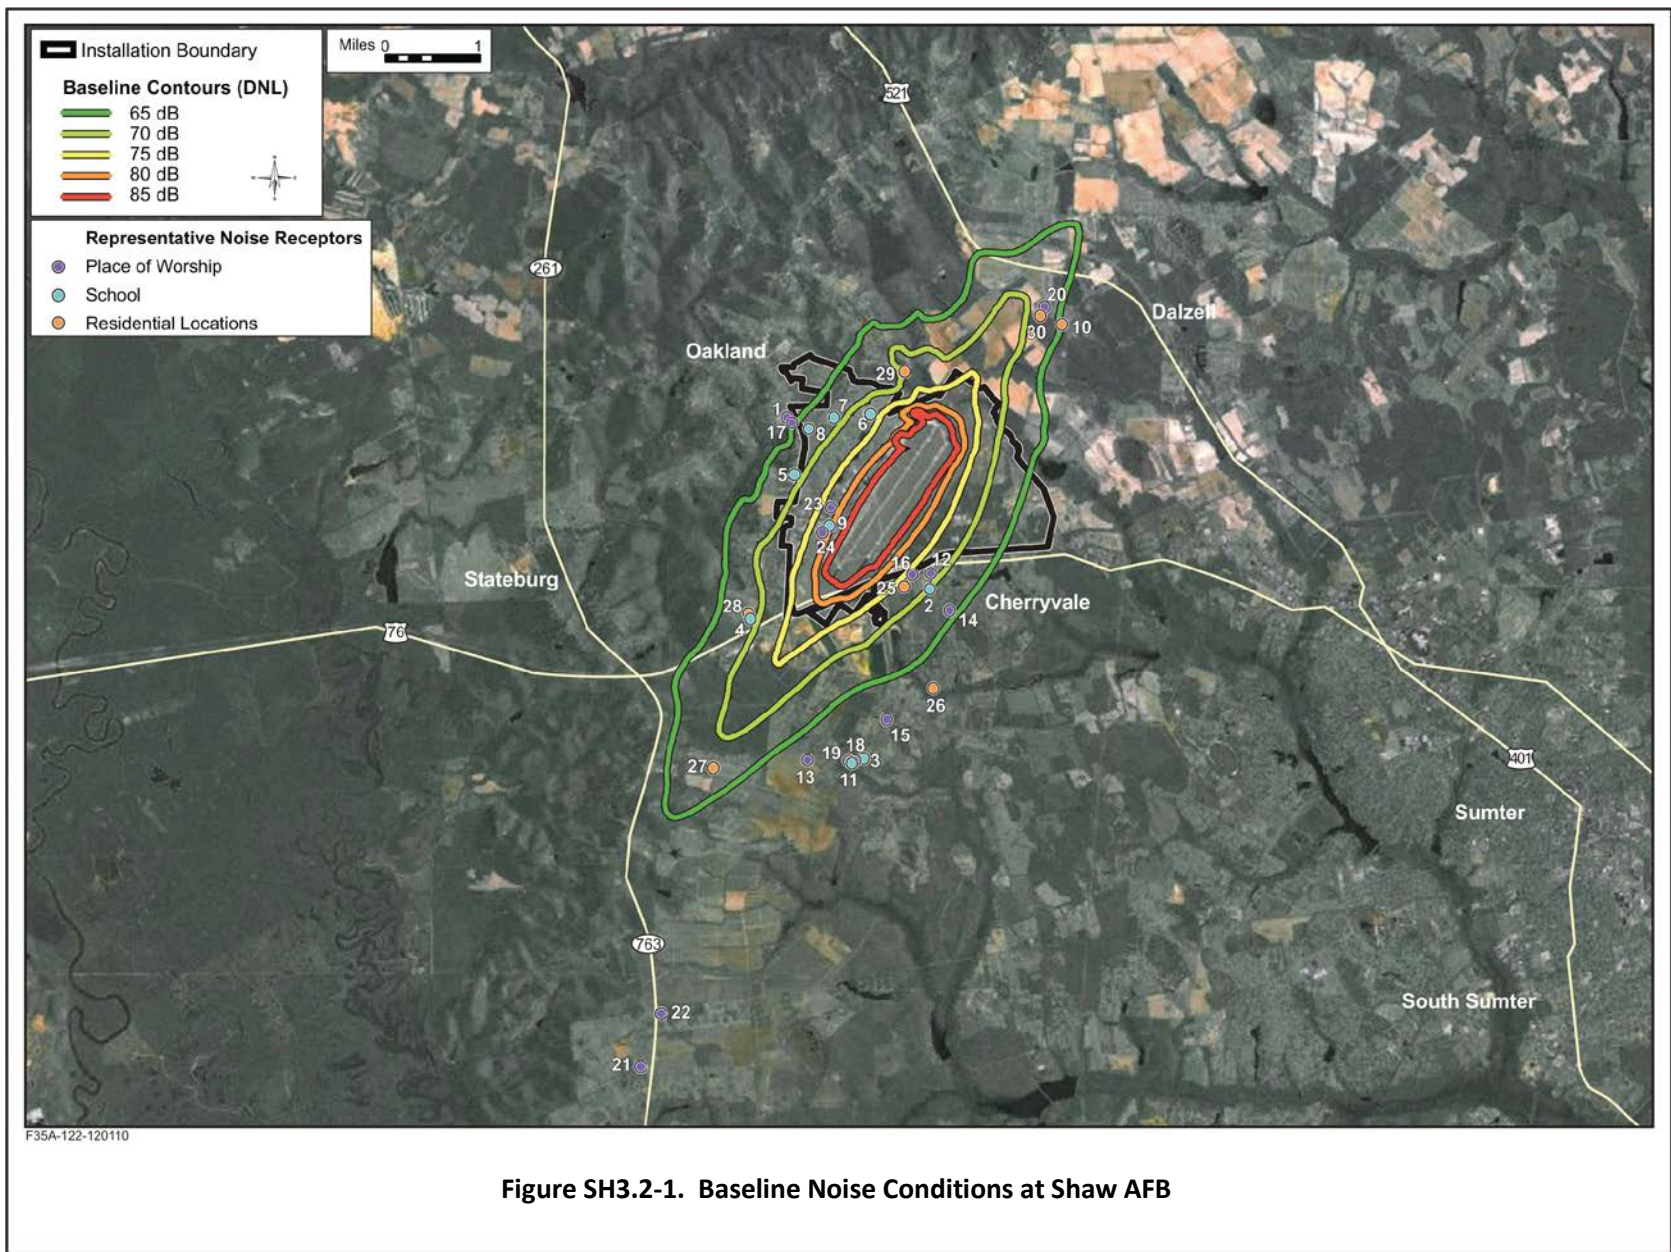 Installation Boundary
Baseline Contours (DNL)
65 dB
70 dB
75 dB
80 dB
85 dB
Miles 0 1
Representative Noise Receptors
Place of Worship
School
Residential Locations
521
261
Oakland
Dalzell
20
30
10
29
1
7
6
17
8
5
23
9
24
16
12
25
2
Cherryvale
14
Stateburg
28
4
76
26
15
19
18
3
13
11
27
401
Sumter
763
South Sumter
22
21
F35A-122-120110
Figure SH3.2-1. Baseline Noise Conditions at Shaw AFB